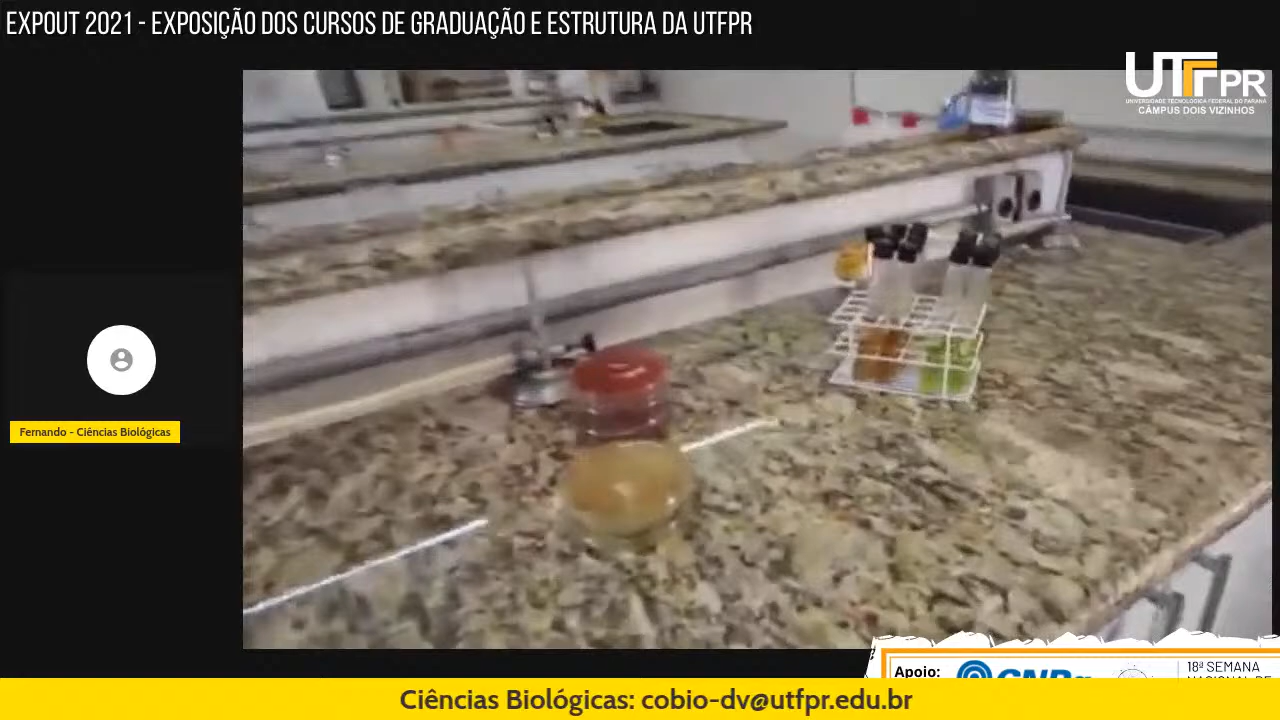 EXPOUT 2021 - EXPOSIÇÃO DOS CURSOS DE GRADUAÇÃO E ESTRUTURA DA UTFPR
UTFPR
UNIVERSIDADE TECNOLÓGICA FEDERAL DO PARANÁ
CÂMPUS DOIS VIZINHOS
Fernando - Ciências Biológicas
Apoio:
18ª SEMANA
Ciências Biológicas: cobio-dv@utfpr.edu.br